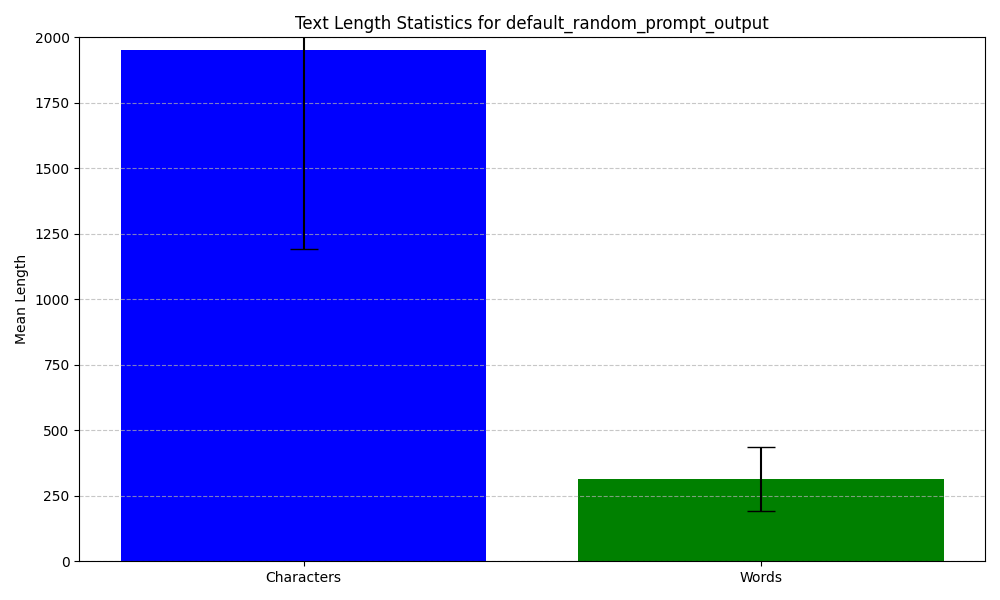 Text Length Statistics for default_random_prompt_output
2000
1750
1500
1250
1000
750
500
250
0
Mean Length
Characters
Words